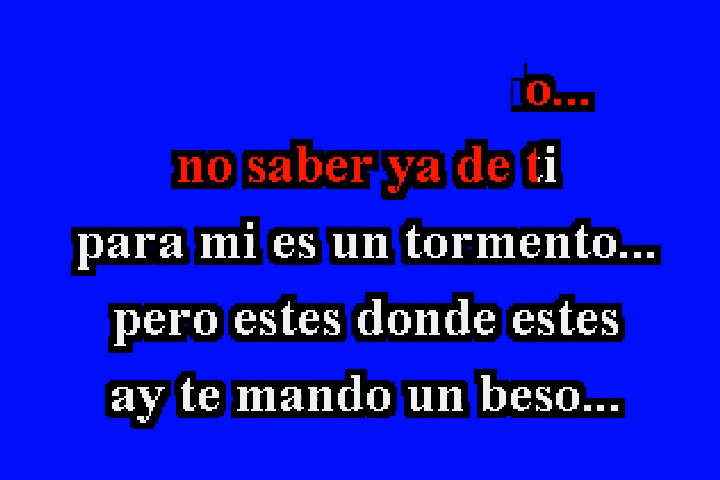 o...
no saber ya de ti
para mi es un tormento...
pero estes donde estes
ay te mando un beso...